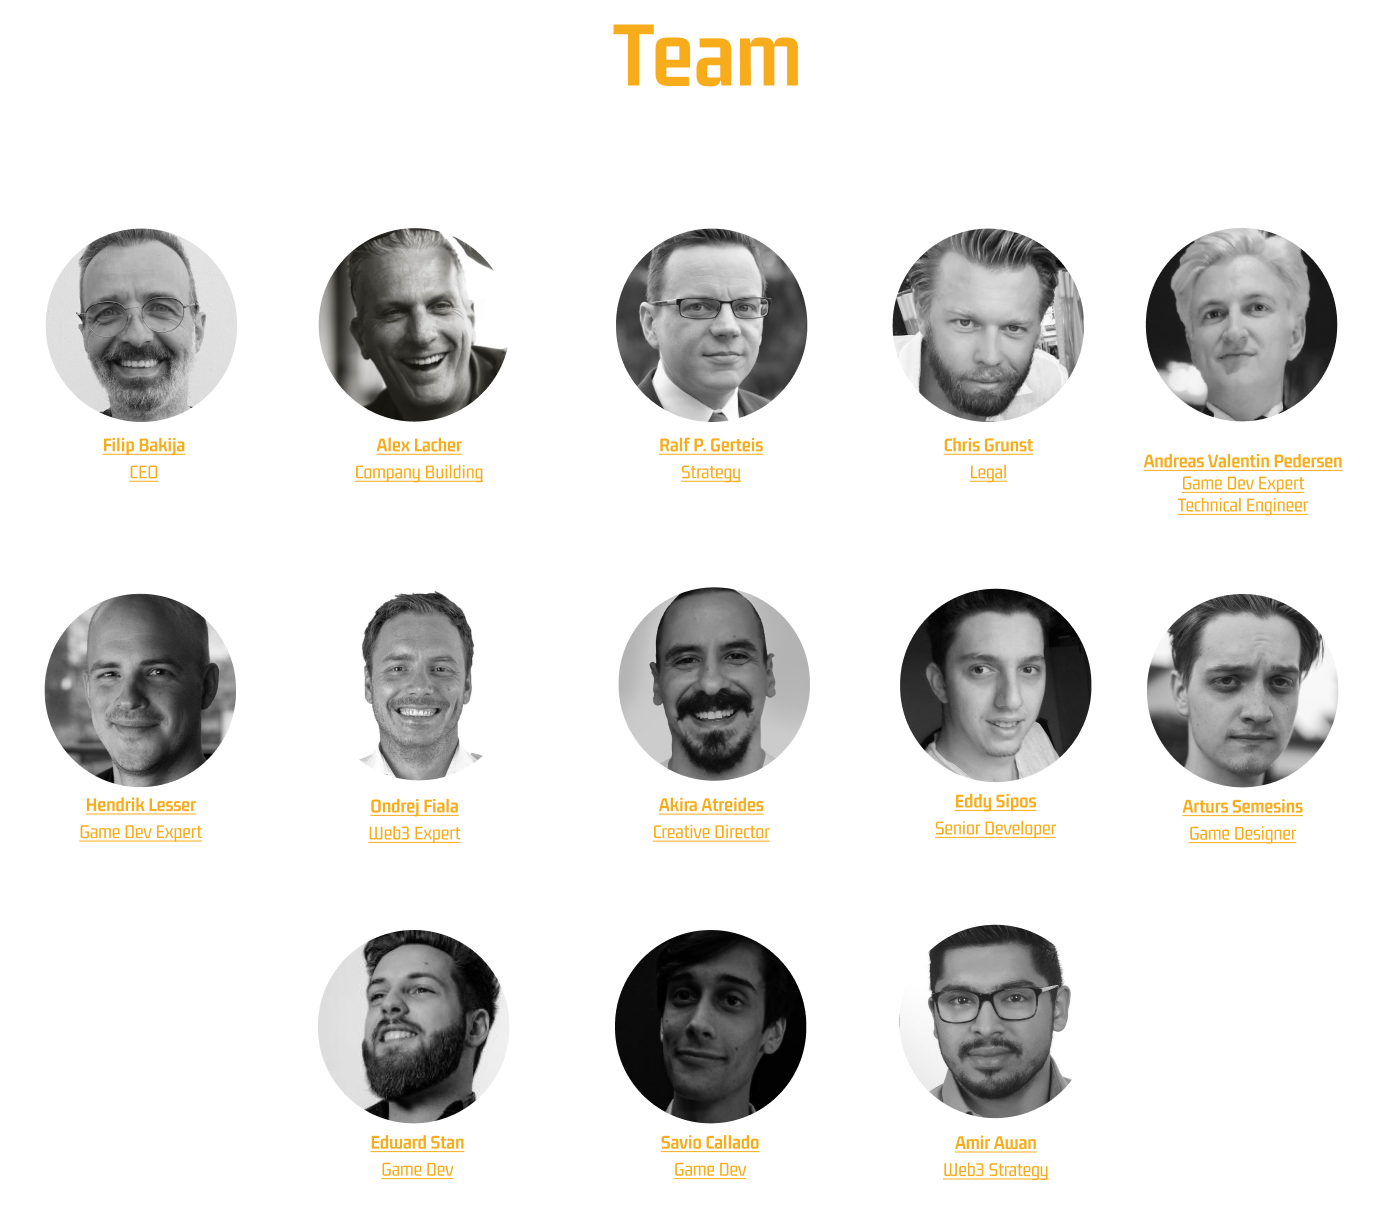 Team
Filip Bakija
CEO
Alex Lacher
Company Building
Ralf P. Gerteis
Strategy
Chris Grunst
Legal
Andreas Valentin Pedersen
Game Dev Expert
Technical Engineer
Hendrik Lesser
Game Dev Expert
Ondrej Fiala
Web3 Expert
Akira Atreides
Creative Director
Eddy Sipos
Senior Developer
Arturs Semesins
Game Designer
Edward Stan
Game Dev
Savio Callado
Game Dev
Amir Awan
Web3 Strategy